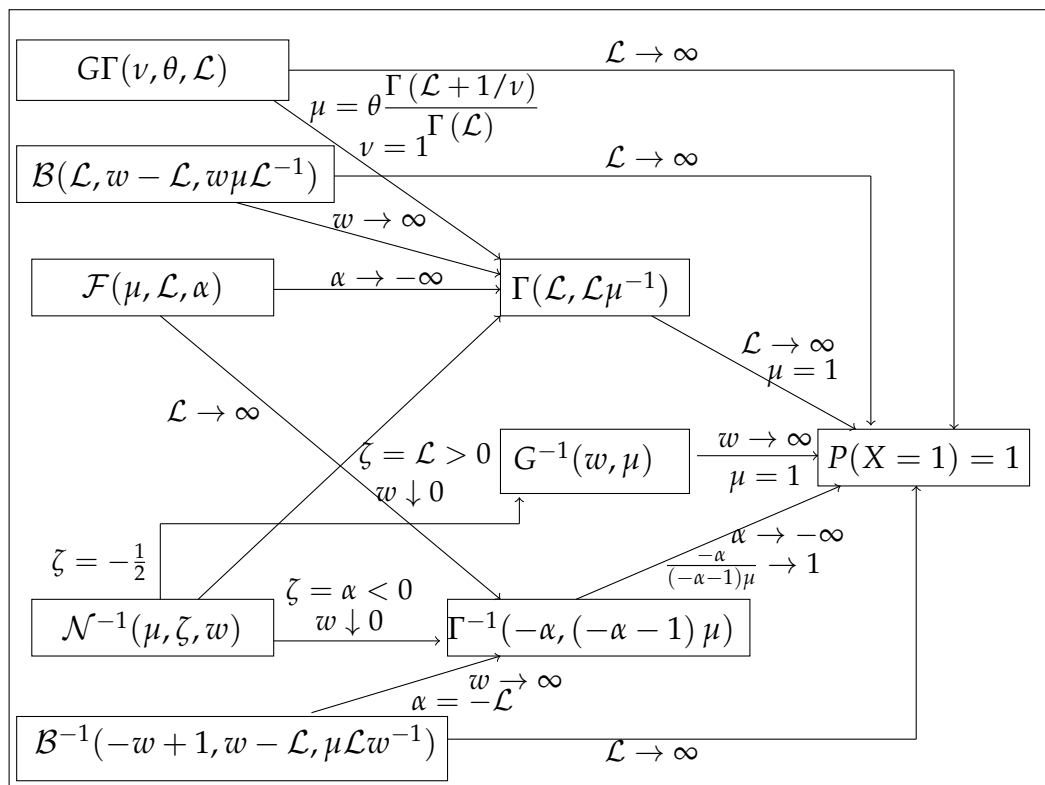 GΓ(ν, θ, ℒ)
ℒ → ∞
μ = θ Γ (ℒ + 1/ν) / Γ (ℒ)
ν = 1
ℬ(ℒ, w − ℒ, wμℒ⁻¹)
ℒ → ∞
w → ∞
ℱ(μ, ℒ, α)
α → −∞
Γ(ℒ, ℒμ⁻¹)
ℒ → ∞
μ = 1
ℒ → ∞
ζ = ℒ > 0
w ↓ 0
G⁻¹(w, μ)
w → ∞
μ = 1
P(X = 1) = 1
ζ = −½
α → −∞
−α / (−α−1)μ → 1
𝒩⁻¹(μ, ζ, w)
ζ = α < 0
w ↓ 0
Γ⁻¹(−α, (−α − 1) μ)
w → ∞
α = −ℒ
ℬ⁻¹(−w + 1, w − ℒ, μℒw⁻¹)
ℒ → ∞